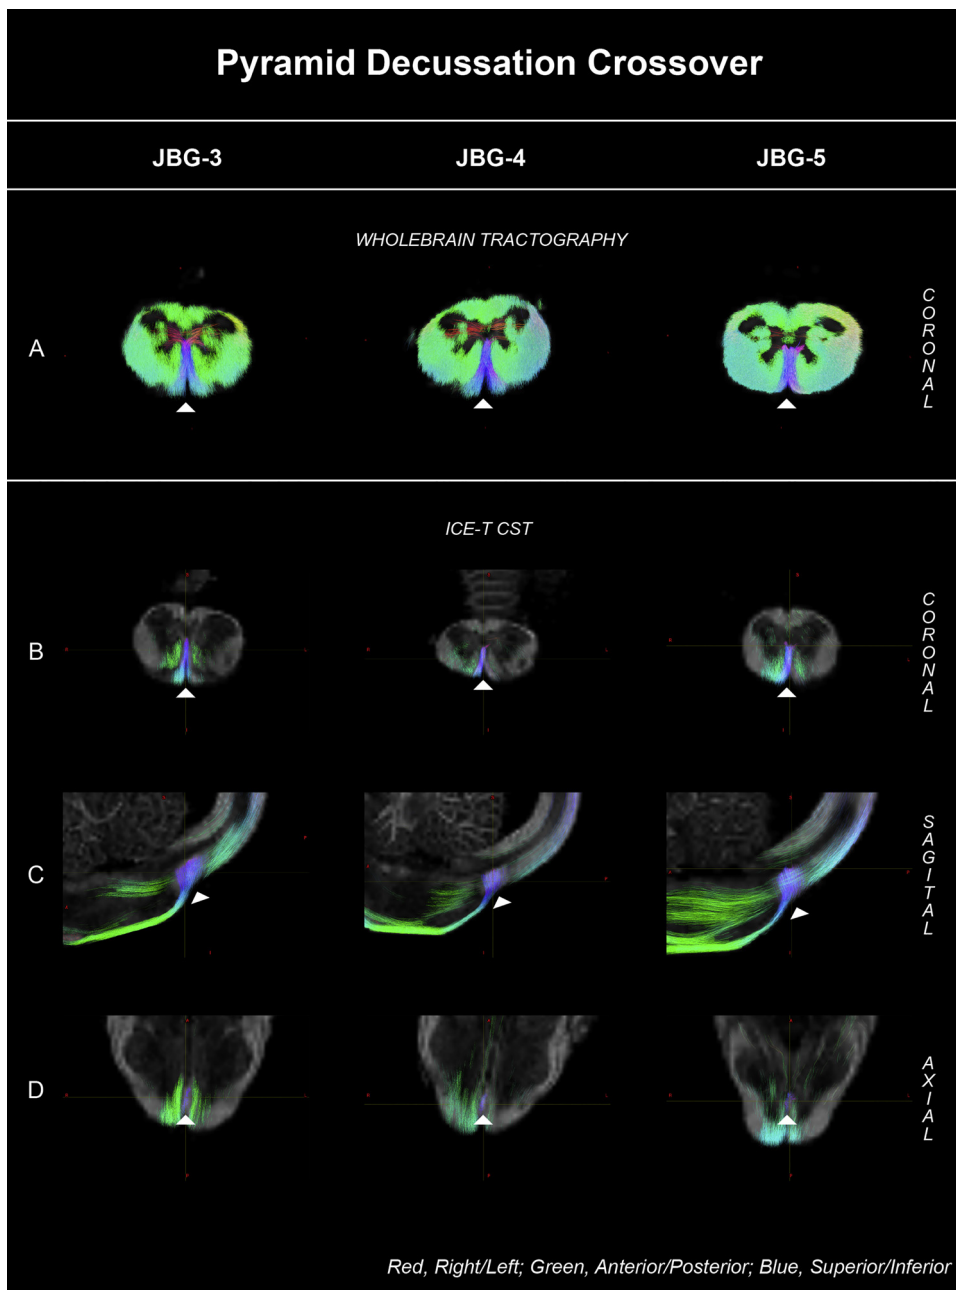 Pyramid Decussation Crossover
JBG-3 JBG-4 JBG-5
WHOLEBRAIN TRACTOGRAPHY
A
CORONAL
ICE-T CST
B
CORONAL
C
SAGITAL
D
AXIAL
Red, Right/Left; Green, Anterior/Posterior; Blue, Superior/Inferior